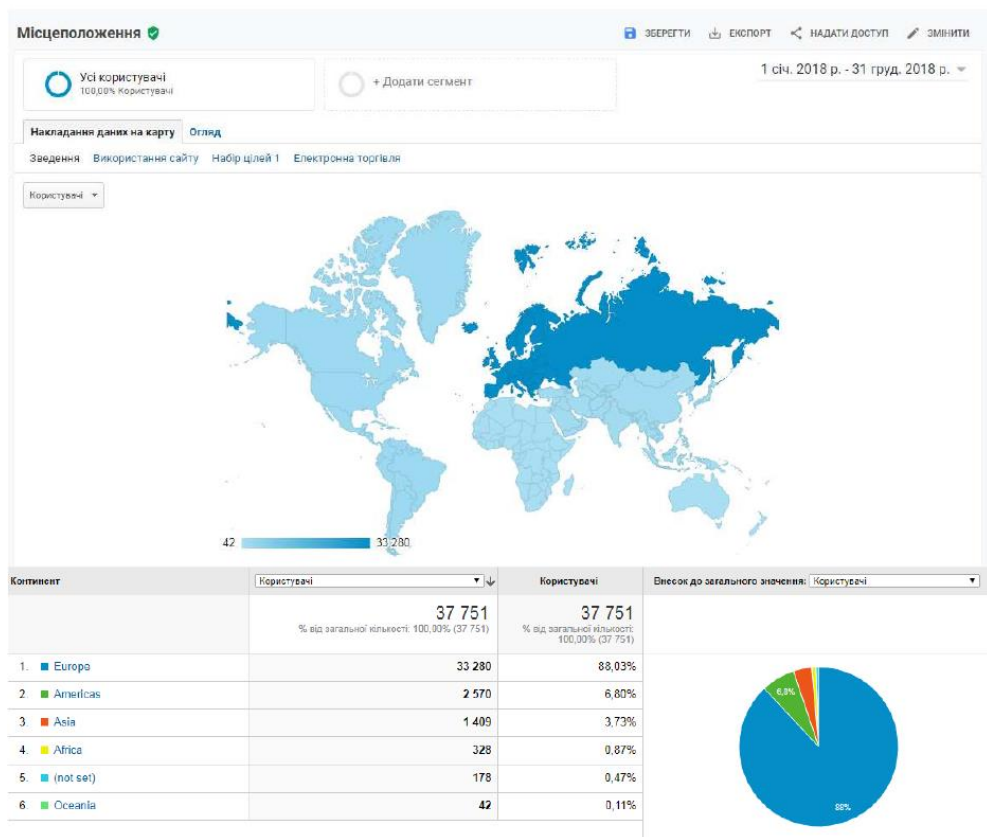 Місцеположення
ЗБЕРЕГТИ ЕКСПОРТ НАДАТИ ДОСТУП ЗМІНИТИ
Усі користувачі
100,00% Користувачі
+ Додати сегмент
1 січ. 2018 р. - 31 груд. 2018 р.
Накладання даних на карту Огляд
Зведення Використання сайту Набір цілей 1 Електронна торгівля
Користувачі
42 33 280
Континент Користувачі Користувачі Внесок до загального значення: Користувачі
37 751 37 751
% від загальної кількості: 100,00% (37 751) % від загальної кількості:
100,00% (37 751)
1. Europe 33 280 88,03%
2. Americas 2 570 6,80%
3. Asia 1 409 3,73%
4. Africa 328 0,87%
5. (not set) 178 0,47%
6. Oceania 42 0,11%
6,8%
88%